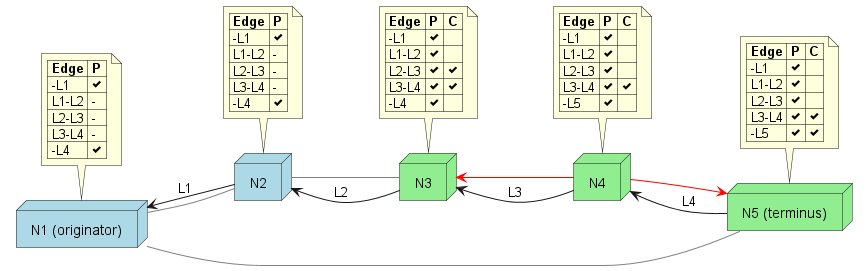 Edge P
-L1 ✔
L1-L2 -
L2-L3 -
L3-L4 -
-L4 ✔
Edge P
-L1 ✔
L1-L2 -
L2-L3 -
L3-L4 -
-L4 ✔
Edge P C
-L1 ✔
L1-L2 ✔
L2-L3 ✔ ✔
L3-L4 ✔ ✔
-L4 ✔
Edge P C
-L1 ✔
L1-L2 ✔
L2-L3 ✔
L3-L4 ✔ ✔
-L5 ✔
Edge P C
-L1 ✔
L1-L2 ✔
L2-L3 ✔
L3-L4 ✔ ✔
-L5 ✔ ✔
N1 (originator)
L1
N2
L2
N3
L3
N4
L4
N5 (terminus)